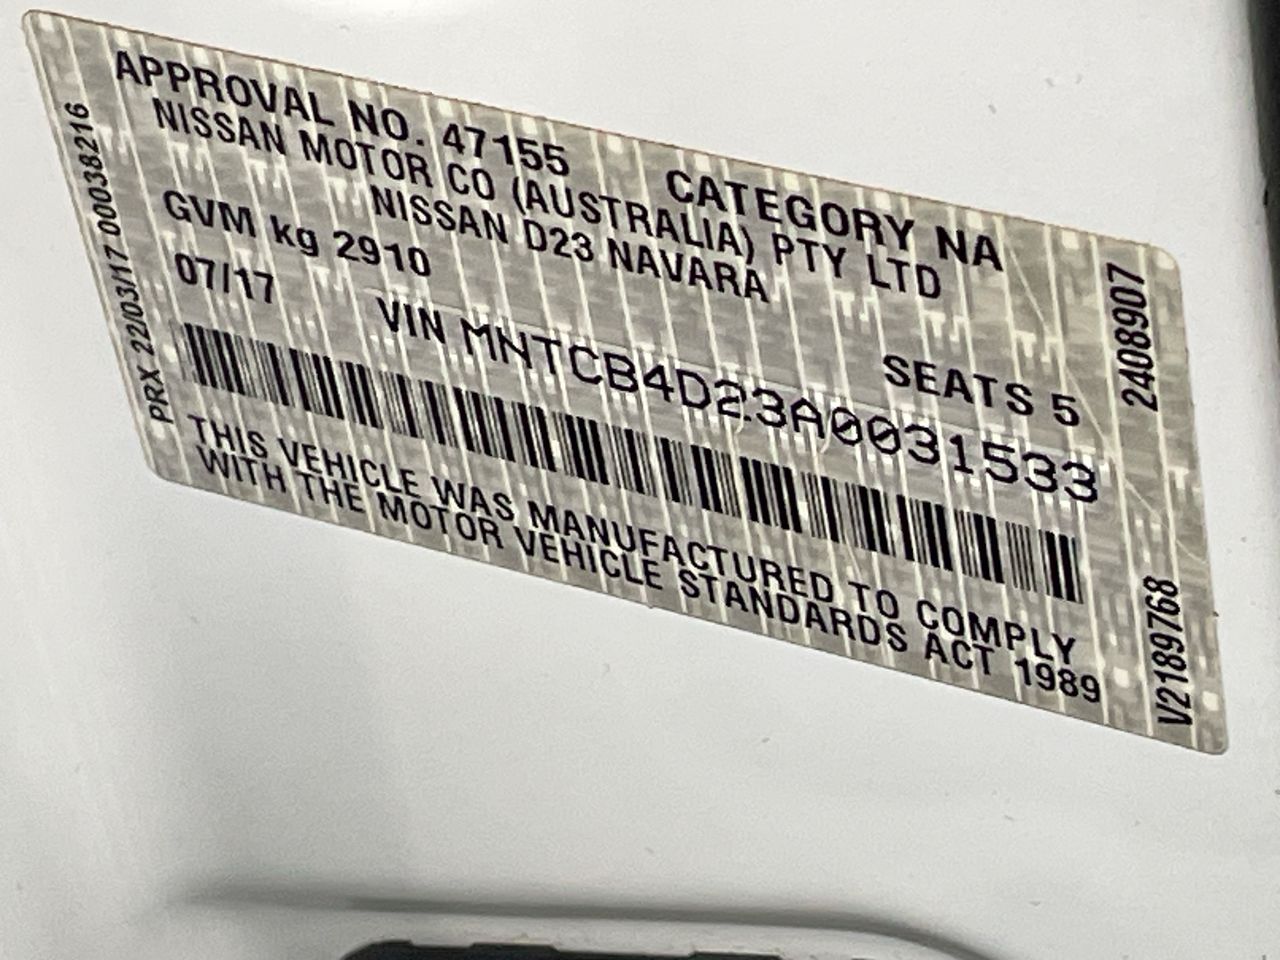 APPROVAL NO. 47155 CATEGORY NA
NISSAN MOTOR CO (AUSTRALIA) PTY LTD
NISSAN D23 NAVARA
GVM kg 2910 SEATS 5
07/17 VIN MNTCB4D23A0031533
THIS VEHICLE WAS MANUFACTURED TO COMPLY
WITH THE MOTOR VEHICLE STANDARDS ACT 1989
PRX 22/03/17 00038216
2408907
V2189768